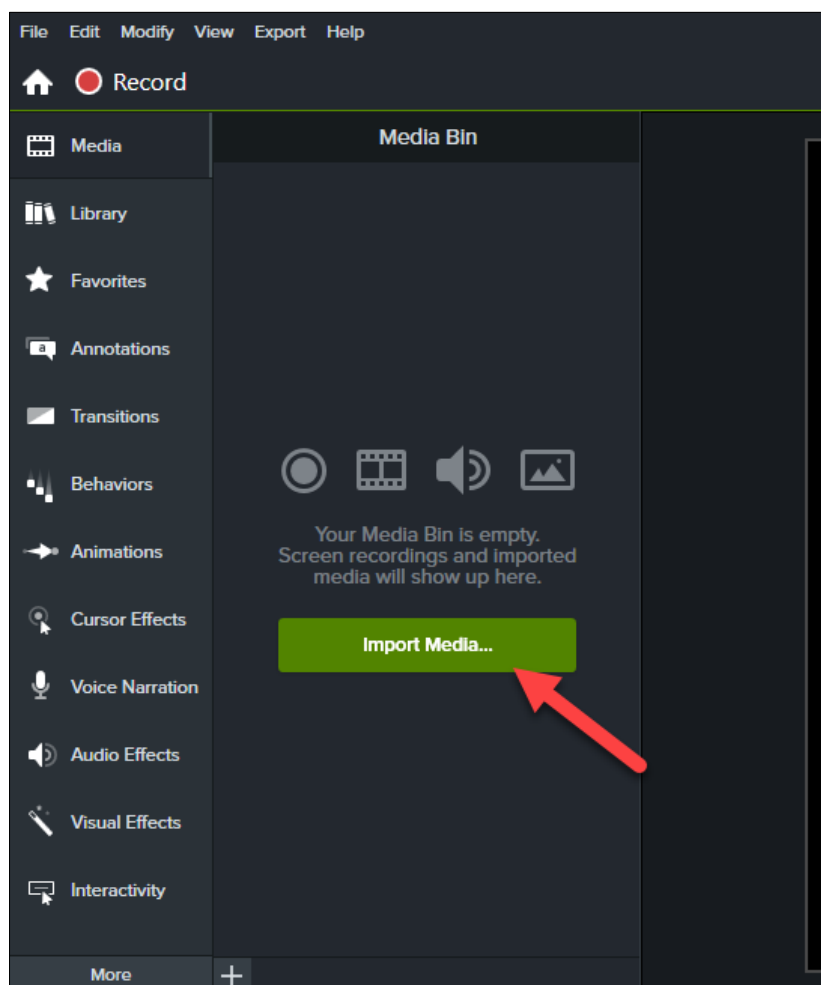 File Edit Modify View Export Help
Record
Media
Media Bin
Library
Favorites
a
Annotations
Transitions
Behaviors
Animations
Cursor Effects
Voice Narration
Audio Effects
Visual Effects
Interactivity
More
Your Media Bin is empty.
Screen recordings and imported
media will show up here.
Import Media...